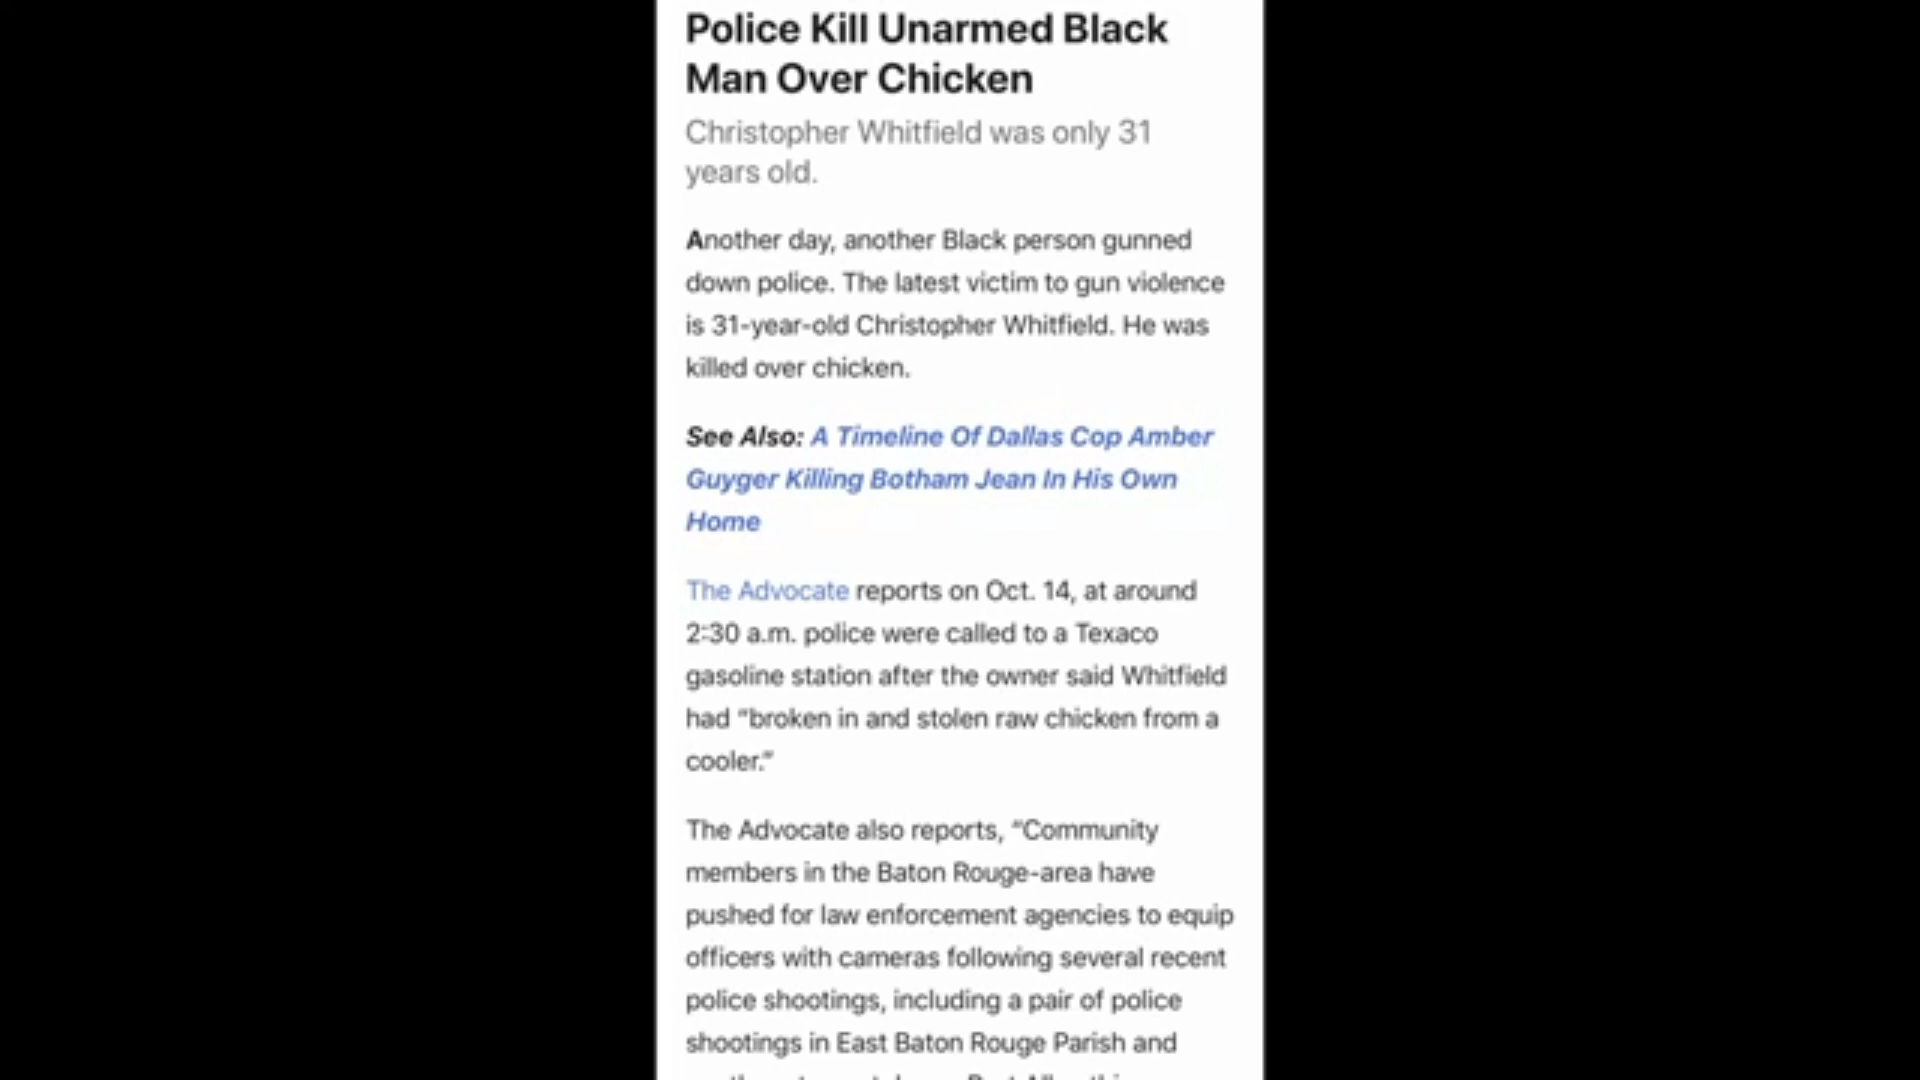 Police Kill Unarmed Black
Man Over Chicken
Christopher Whitfield was only 31
years old.
Another day, another Black person gunned
down police. The latest victim to gun violence
is 31-year-old Christopher Whitfield. He was
killed over chicken.
See Also: A Timeline Of Dallas Cop Amber
Guyger Killing Botham Jean In His Own
Home
The Advocate reports on Oct. 14, at around
2:30 a.m. police were called to a Texaco
gasoline station after the owner said Whitfield
had “broken in and stolen raw chicken from a
cooler.”
The Advocate also reports, “Community
members in the Baton Rouge-area have
pushed for law enforcement agencies to equip
officers with cameras following several recent
police shootings, including a pair of police
shootings in East Baton Rouge Parish and